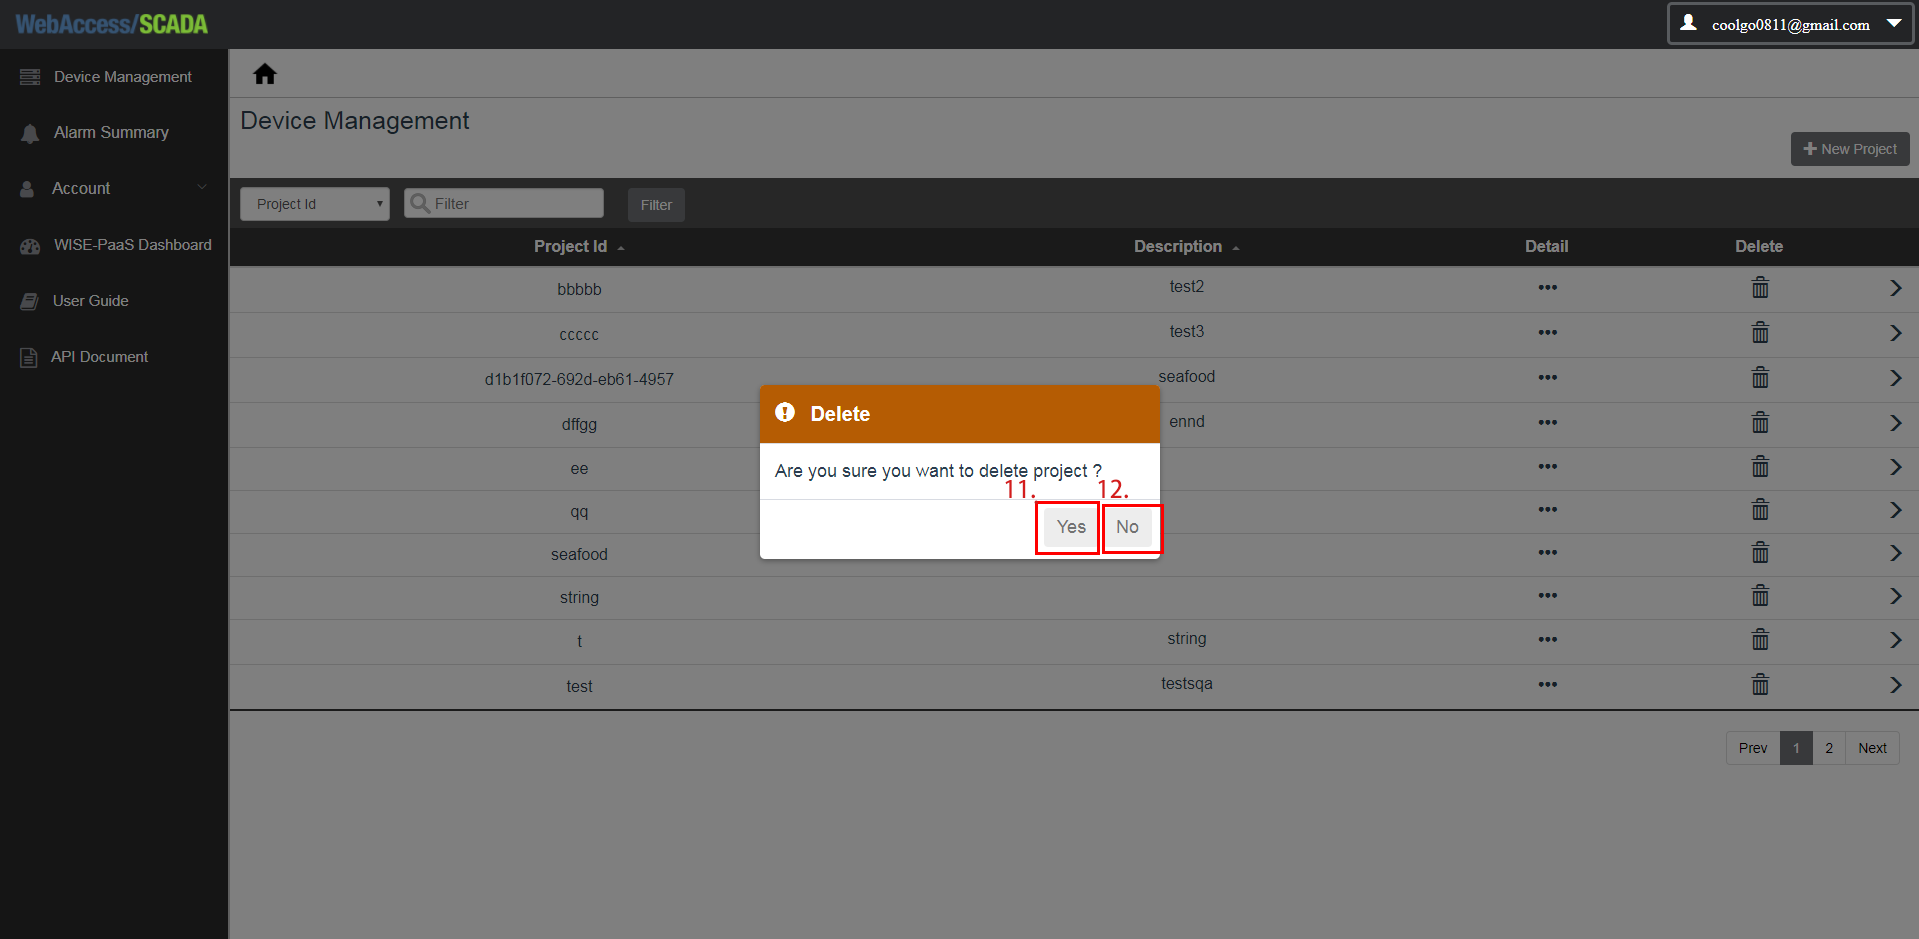 WebAccess/SCADA
coolgo0811@gmail.com
Device Management
Alarm Summary
Account
WISE-PaaS Dashboard
User Guide
API Document
Device Management
New Project
Project Id
Filter
Filter
Project Id Description Detail Delete
bbbbb test2
ccccc test3
d1b1f072-692d-eb61-4957 seafood
dffgg ennd
ee
qq
seafood
string
t string
test testsqa
Delete
Are you sure you want to delete project ?
11. 12.
Yes No
Prev 1 2 Next